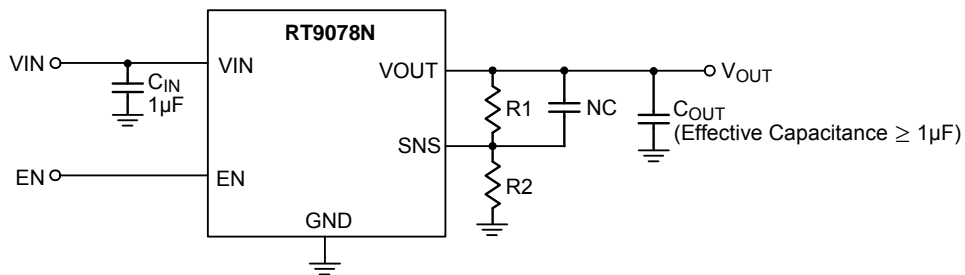 RT9078N
VIN
VIN
CIN
1µF
VOUT
VOUT
R1
NC
COUT
(Effective Capacitance ≥ 1µF)
SNS
EN
EN
R2
GND